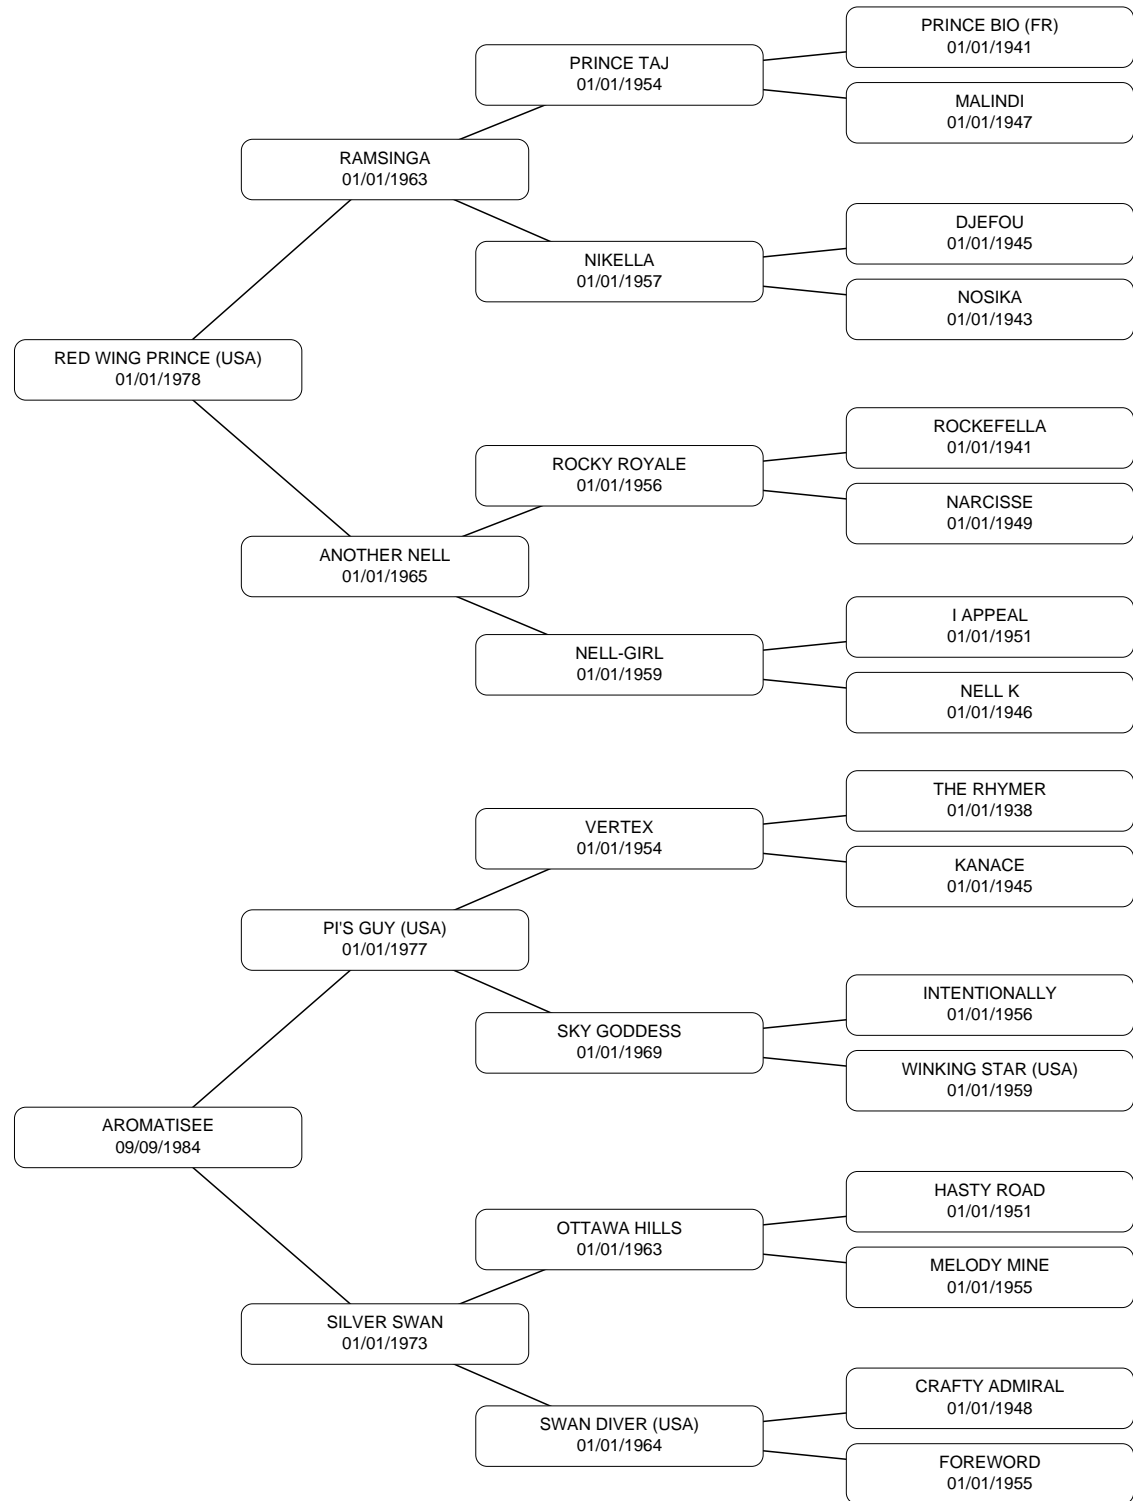 PRINCE BIO (FR)
01/01/1941
PRINCE TAJ
01/01/1954
MALINDI
01/01/1947
RAMSINGA
01/01/1963
DJEFOU
01/01/1945
NIKELLA
01/01/1957
NOSIKA
01/01/1943
RED WING PRINCE (USA)
01/01/1978
ROCKEFELLA
01/01/1941
ROCKY ROYALE
01/01/1956
NARCISSE
01/01/1949
ANOTHER NELL
01/01/1965
I APPEAL
01/01/1951
NELL-GIRL
01/01/1959
NELL K
01/01/1946
THE RHYMER
01/01/1938
VERTEX
01/01/1954
KANACE
01/01/1945
PI'S GUY (USA)
01/01/1977
INTENTIONALLY
01/01/1956
SKY GODDESS
01/01/1969
WINKING STAR (USA)
01/01/1959
AROMATISEE
09/09/1984
HASTY ROAD
01/01/1951
OTTAWA HILLS
01/01/1963
MELODY MINE
01/01/1955
SILVER SWAN
01/01/1973
CRAFTY ADMIRAL
01/01/1948
SWAN DIVER (USA)
01/01/1964
FOREWORD
01/01/1955